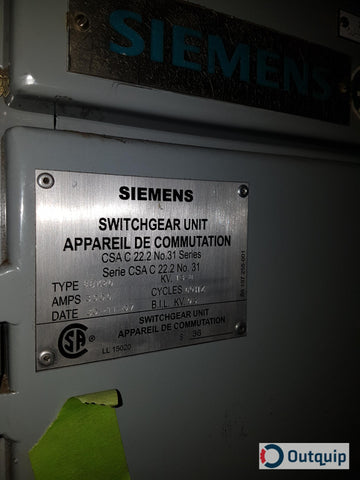 SIEMENS
SIEMENS
SWITCHGEAR UNIT
APPAREIL DE COMMUTATION
CSA C 22.2 No.31 Series
Serie CSA C 22.2 No. 31
TYPE KV.
AMPS CYCLES
DATE B.I.L. KV
SWITCHGEAR UNIT
APPAREIL DE COMMUTATION
LL 15020 S 36
Outquip